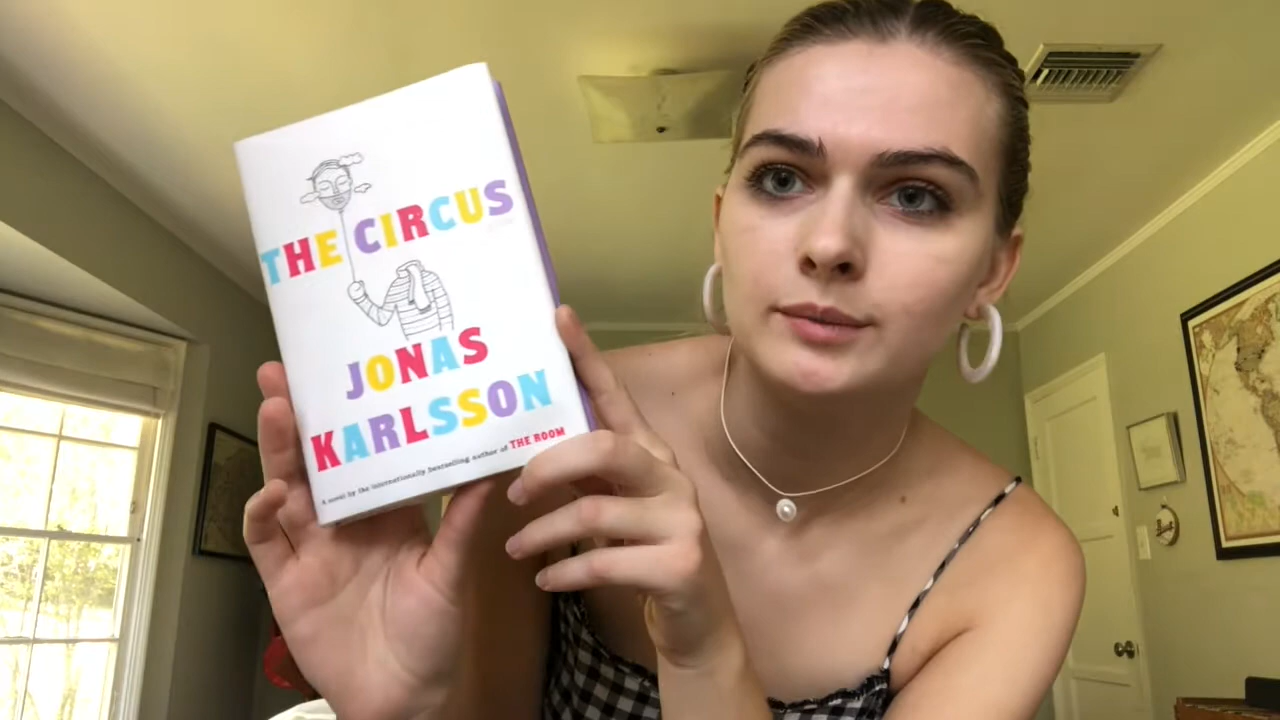 THE CIRCUS
JONAS
KARLSSON
A novel by the internationally bestselling author of THE ROOM